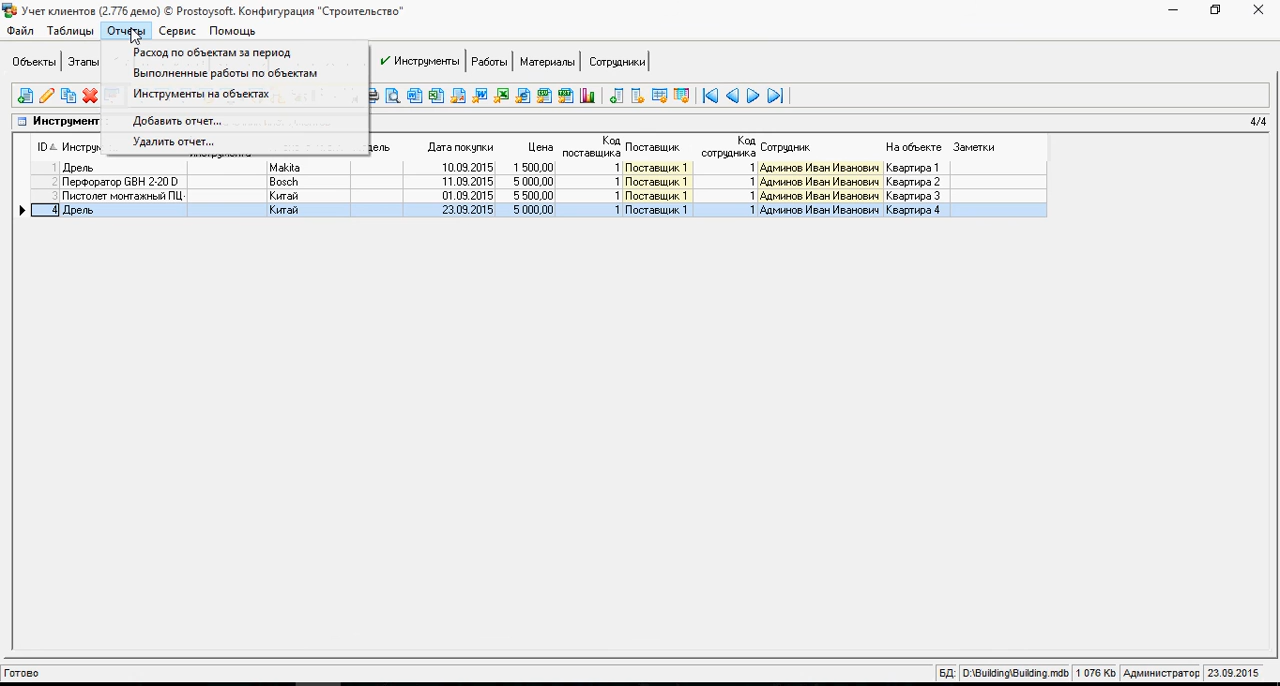 Учет клиентов (2.776 демо) © Prostoysoft. Конфигурация "Строительство"
Файл Таблицы Отчеты Сервис Помощь
Расход по объектам за период
Выполненные работы по объектам
Инструменты на объектах
Добавить отчет...
Удалить отчет...
Объекты Этапы Инструменты Работы Материалы Сотрудники
Инструмент 4/4
ID Дата покупки Цена Код поставщика Поставщик Код сотрудника Сотрудник На объекте Заметки
1 Дрель Makita 10.09.2015 1 500,00 1 Поставщик 1 1 Админов Иван Иванович Квартира 1
2 Перфоратор GBH 2-20 D Bosch 11.09.2015 5 000,00 1 Поставщик 1 1 Админов Иван Иванович Квартира 2
3 Пистолет монтажный ПЦ- Китай 01.09.2015 5 500,00 1 Поставщик 1 1 Админов Иван Иванович Квартира 3
4 Дрель Китай 23.09.2015 5 000,00 1 Поставщик 1 1 Админов Иван Иванович Квартира 4
Готово БД: D:\Building\Building.mdb 1 076 Kb Администратор 23.09.2015